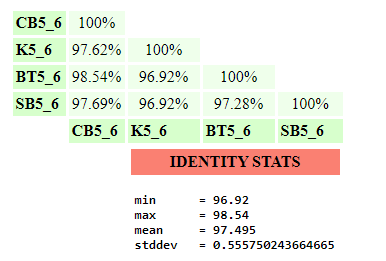 CB5_6 100%
K5_6 97.62% 100%
BT5_6 98.54% 96.92% 100%
SB5_6 97.69% 96.92% 97.28% 100%
CB5_6 K5_6 BT5_6 SB5_6
IDENTITY STATS
min = 96.92
max = 98.54
mean = 97.495
stddev = 0.555750243664665